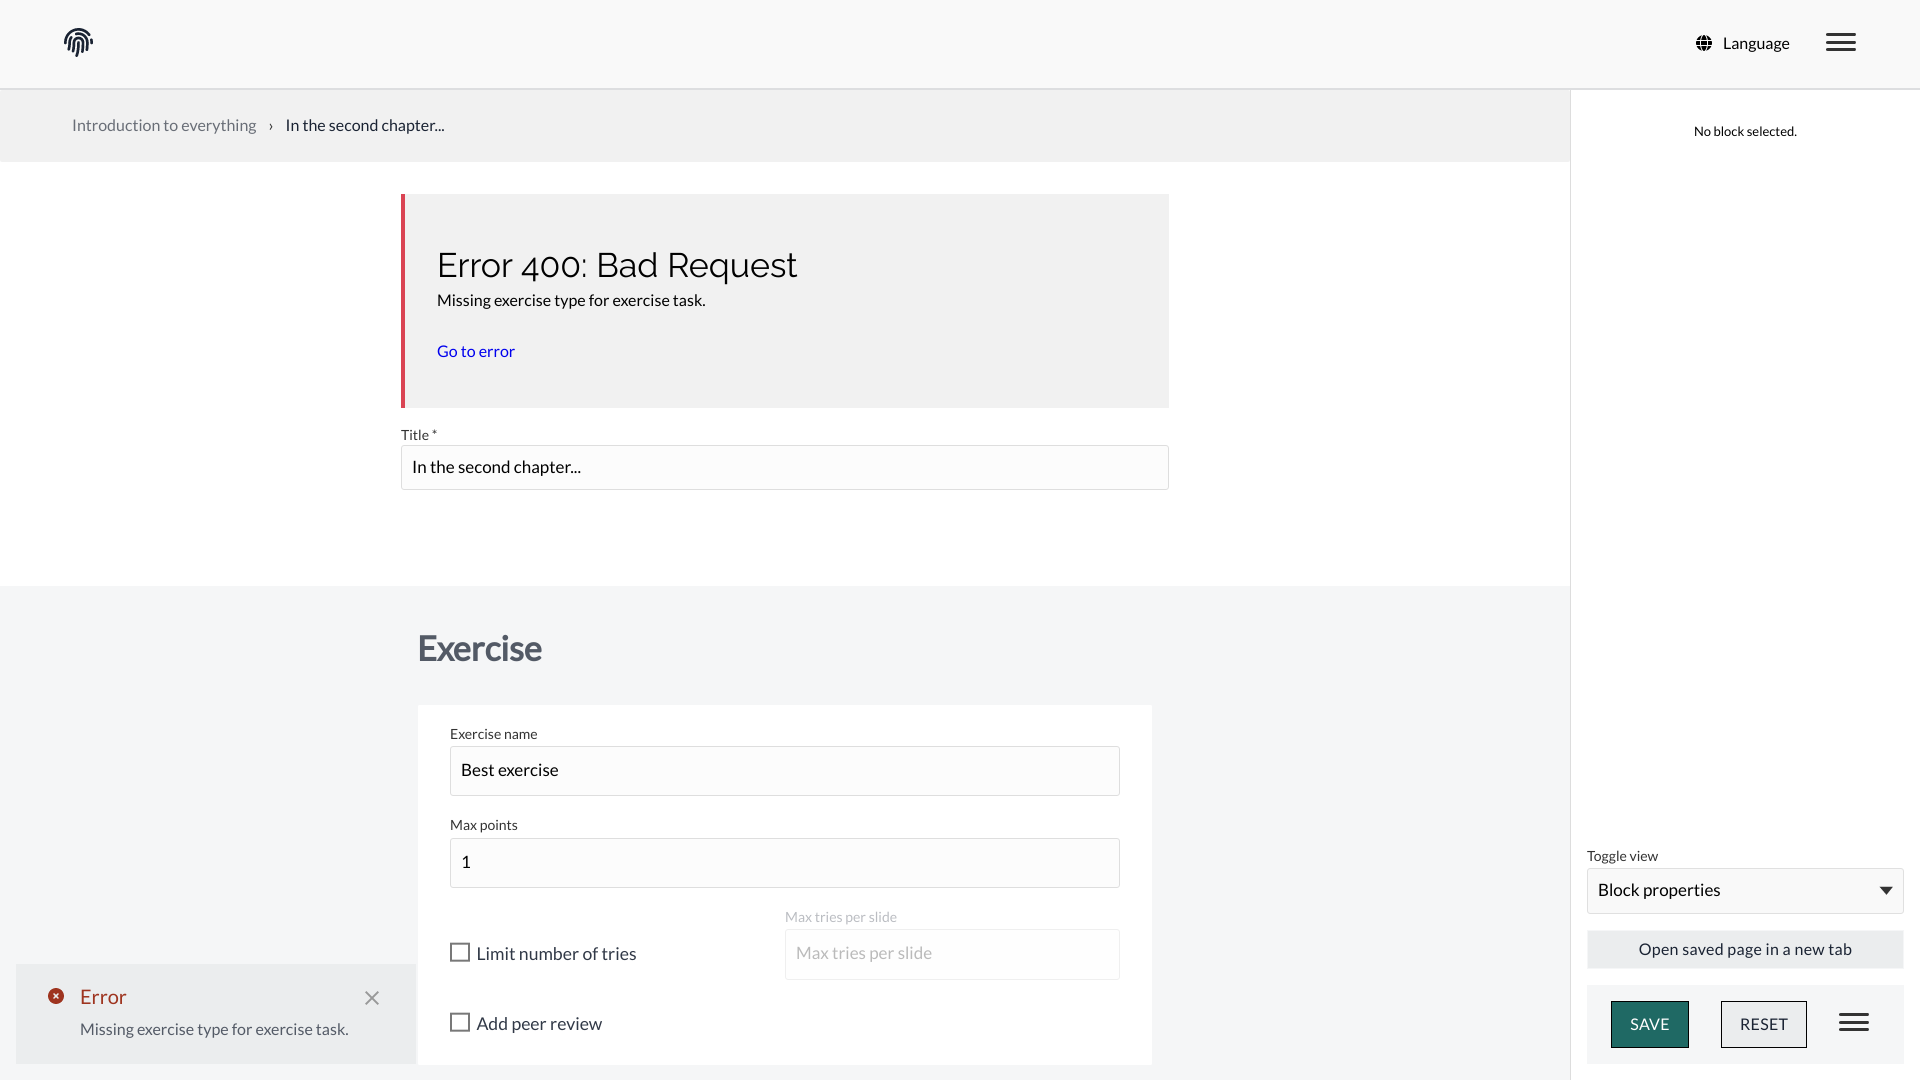 Language
Introduction to everything › In the second chapter...
No block selected.
Error 400: Bad Request
Missing exercise type for exercise task.
Go to error
Title *
In the second chapter...
Exercise
Exercise name
Best exercise
Max points
1
Max tries per slide
Limit number of tries
Max tries per slide
Add peer review
Error
Missing exercise type for exercise task.
Toggle view
Block properties
Open saved page in a new tab
SAVE
RESET